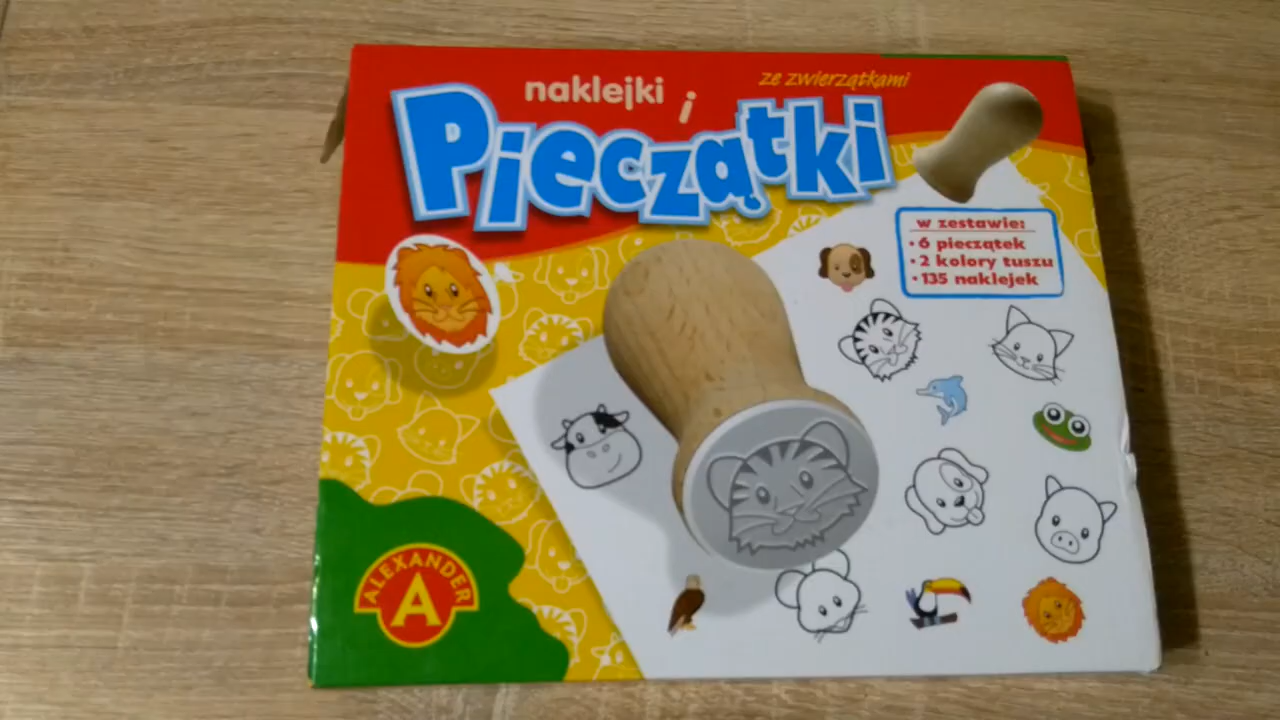 naklejki i
ze zwierzątkami
Pieczątki
w zestawie:
• 6 pieczątek
• 2 kolory tuszu
• 135 naklejek
ALEXANDER
A